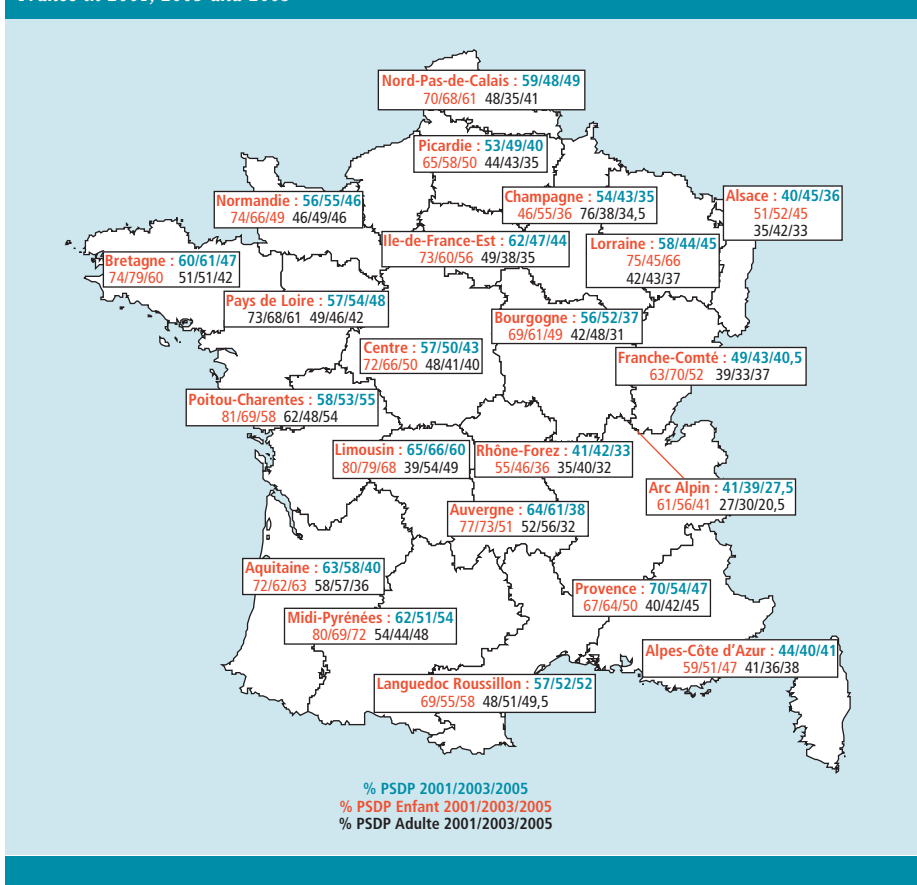 France in 2001, 2003 and 2005
Nord-Pas-de-Calais : 59/48/49
70/68/61 48/35/41
Picardie : 53/49/40
65/58/50 44/43/35
Normandie : 56/55/46
74/66/49 46/49/46
Champagne : 54/43/35
46/55/36 76/38/34,5
Alsace : 40/45/36
51/52/45
35/42/33
Ile-de-France-Est : 62/47/44
73/60/56 49/38/35
Lorraine : 58/44/45
75/45/66
42/43/37
Bretagne : 60/61/47
74/79/60 51/51/42
Pays de Loire : 57/54/48
73/68/61 49/46/42
Bourgogne : 56/52/37
69/61/49 42/48/31
Centre : 57/50/43
72/66/50 48/41/40
Franche-Comté : 49/43/40,5
63/70/52 39/33/37
Poitou-Charentes : 58/53/55
81/69/58 62/48/54
Limousin : 65/66/60
80/79/68 39/54/49
Rhône-Forez : 41/42/33
55/46/36 35/40/32
Arc Alpin : 41/39/27,5
61/56/41 27/30/20,5
Auvergne : 64/61/38
77/73/51 52/56/32
Aquitaine : 63/58/40
72/62/63 58/57/36
Provence : 70/54/47
67/64/50 40/42/45
Midi-Pyrénées : 62/51/54
80/69/72 54/44/48
Alpes-Côte d’Azur : 44/40/41
59/51/47 41/36/38
Languedoc Roussillon : 57/52/52
69/55/58 48/51/49,5
% PSDP 2001/2003/2005
% PSDP Enfant 2001/2003/2005
% PSDP Adulte 2001/2003/2005